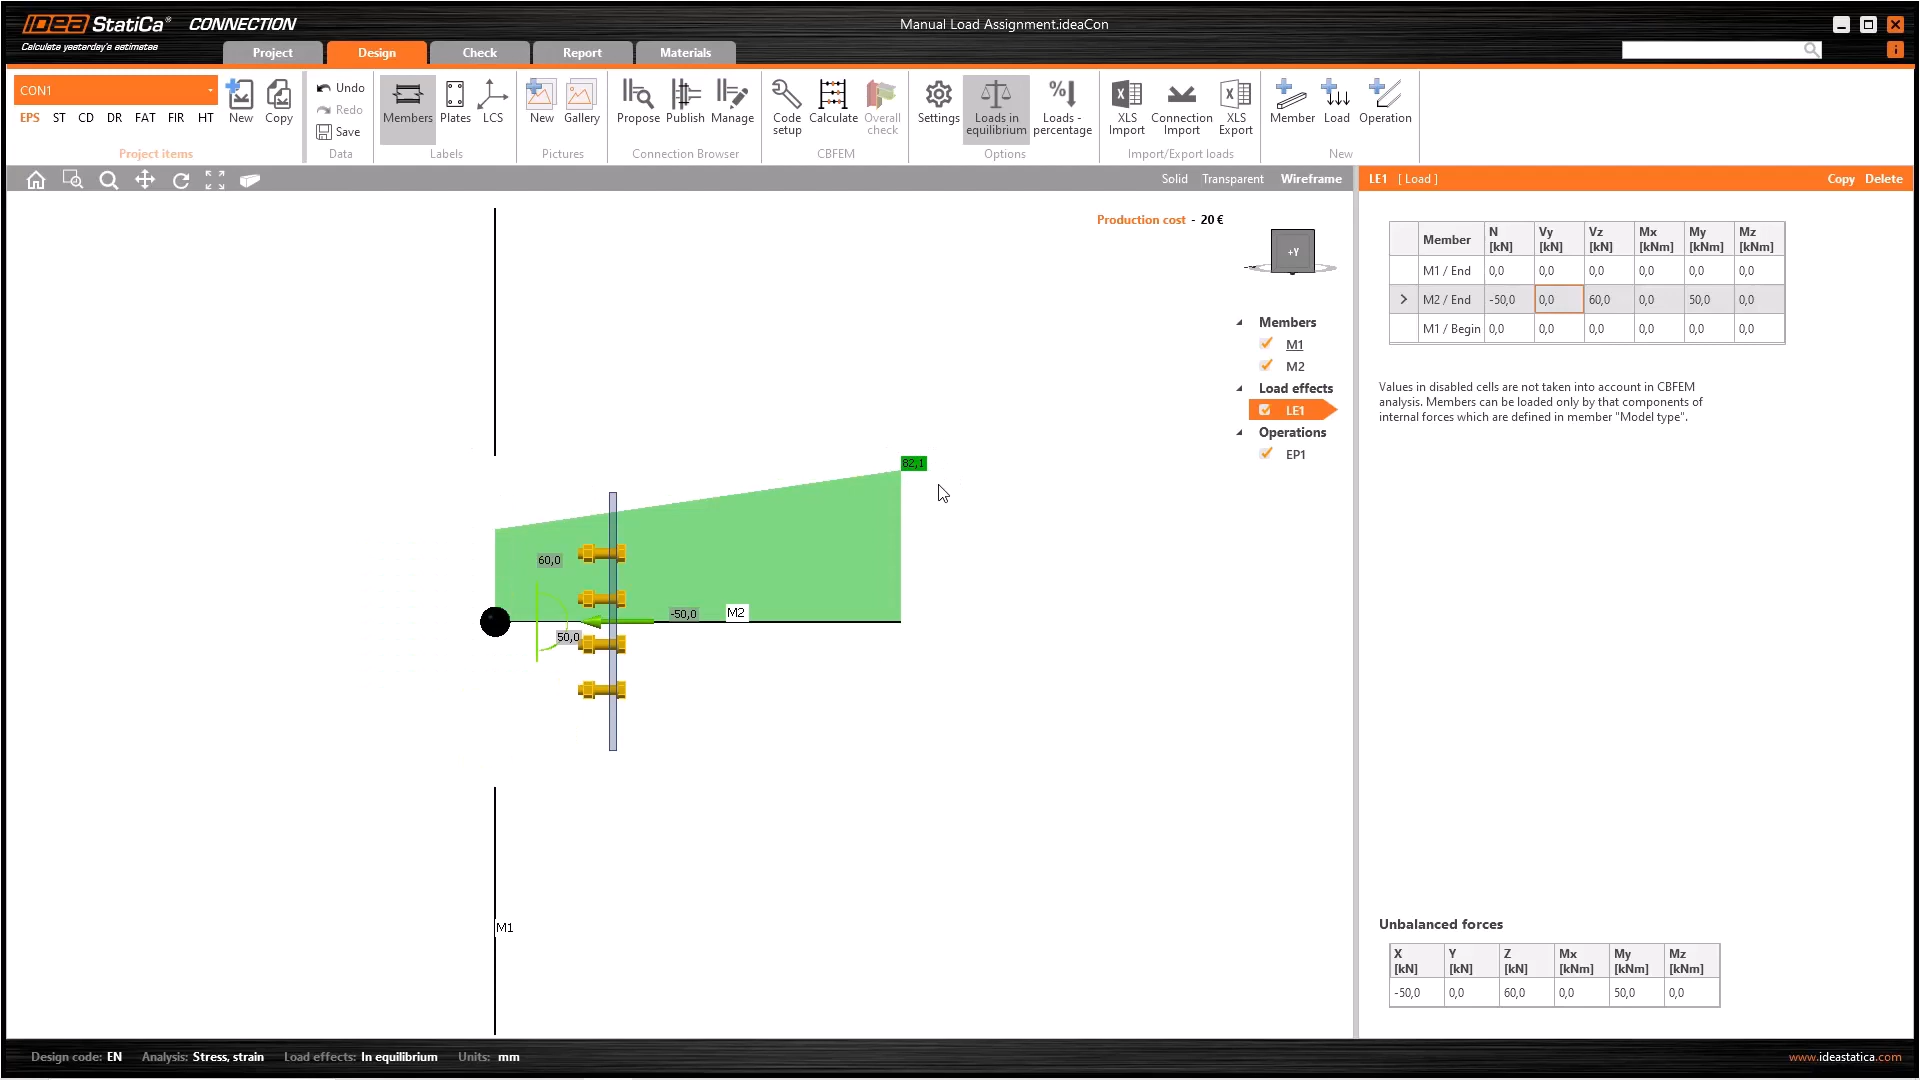 IDEA StatiCa® CONNECTION
Calculate yesterday's estimates
Manual Load Assignment.ideaCon
Project Design Check Report Materials
i
CON1
EPS ST CD DR FAT FIR HT
New Copy
Project items
Undo
Redo
Save
Data
Members Plates LCS
Labels
New Gallery
Pictures
Propose Publish Manage
Connection Browser
Code setup Calculate Overall check
CBFEM
Settings Loads in equilibrium Loads - percentage
Options
XLS Import Connection Import XLS Export
Import/Export loads
Member Load Operation
New
Solid Transparent Wireframe
LE1 [ Load ] Copy Delete
Production cost - 20 €
+Y
Members
M1
M2
Load effects
LE1
Operations
EP1
82,1
60,0
-50,0
M2
50,0
M1
Member N [kN] Vy [kN] Vz [kN] Mx [kNm] My [kNm] Mz [kNm]
M1 / End 0,0 0,0 0,0 0,0 0,0 0,0
M2 / End -50,0 0,0 60,0 0,0 50,0 0,0
M1 / Begin 0,0 0,0 0,0 0,0 0,0 0,0
Values in disabled cells are not taken into account in CBFEM
analysis. Members can be loaded only by that components of
internal forces which are defined in member "Model type".
Unbalanced forces
X [kN] Y [kN] Z [kN] Mx [kNm] My [kNm] Mz [kNm]
-50,0 0,0 60,0 0,0 50,0 0,0
Design code: EN Analysis: Stress, strain Load effects: In equilibrium Units: mm
www.ideastatica.com